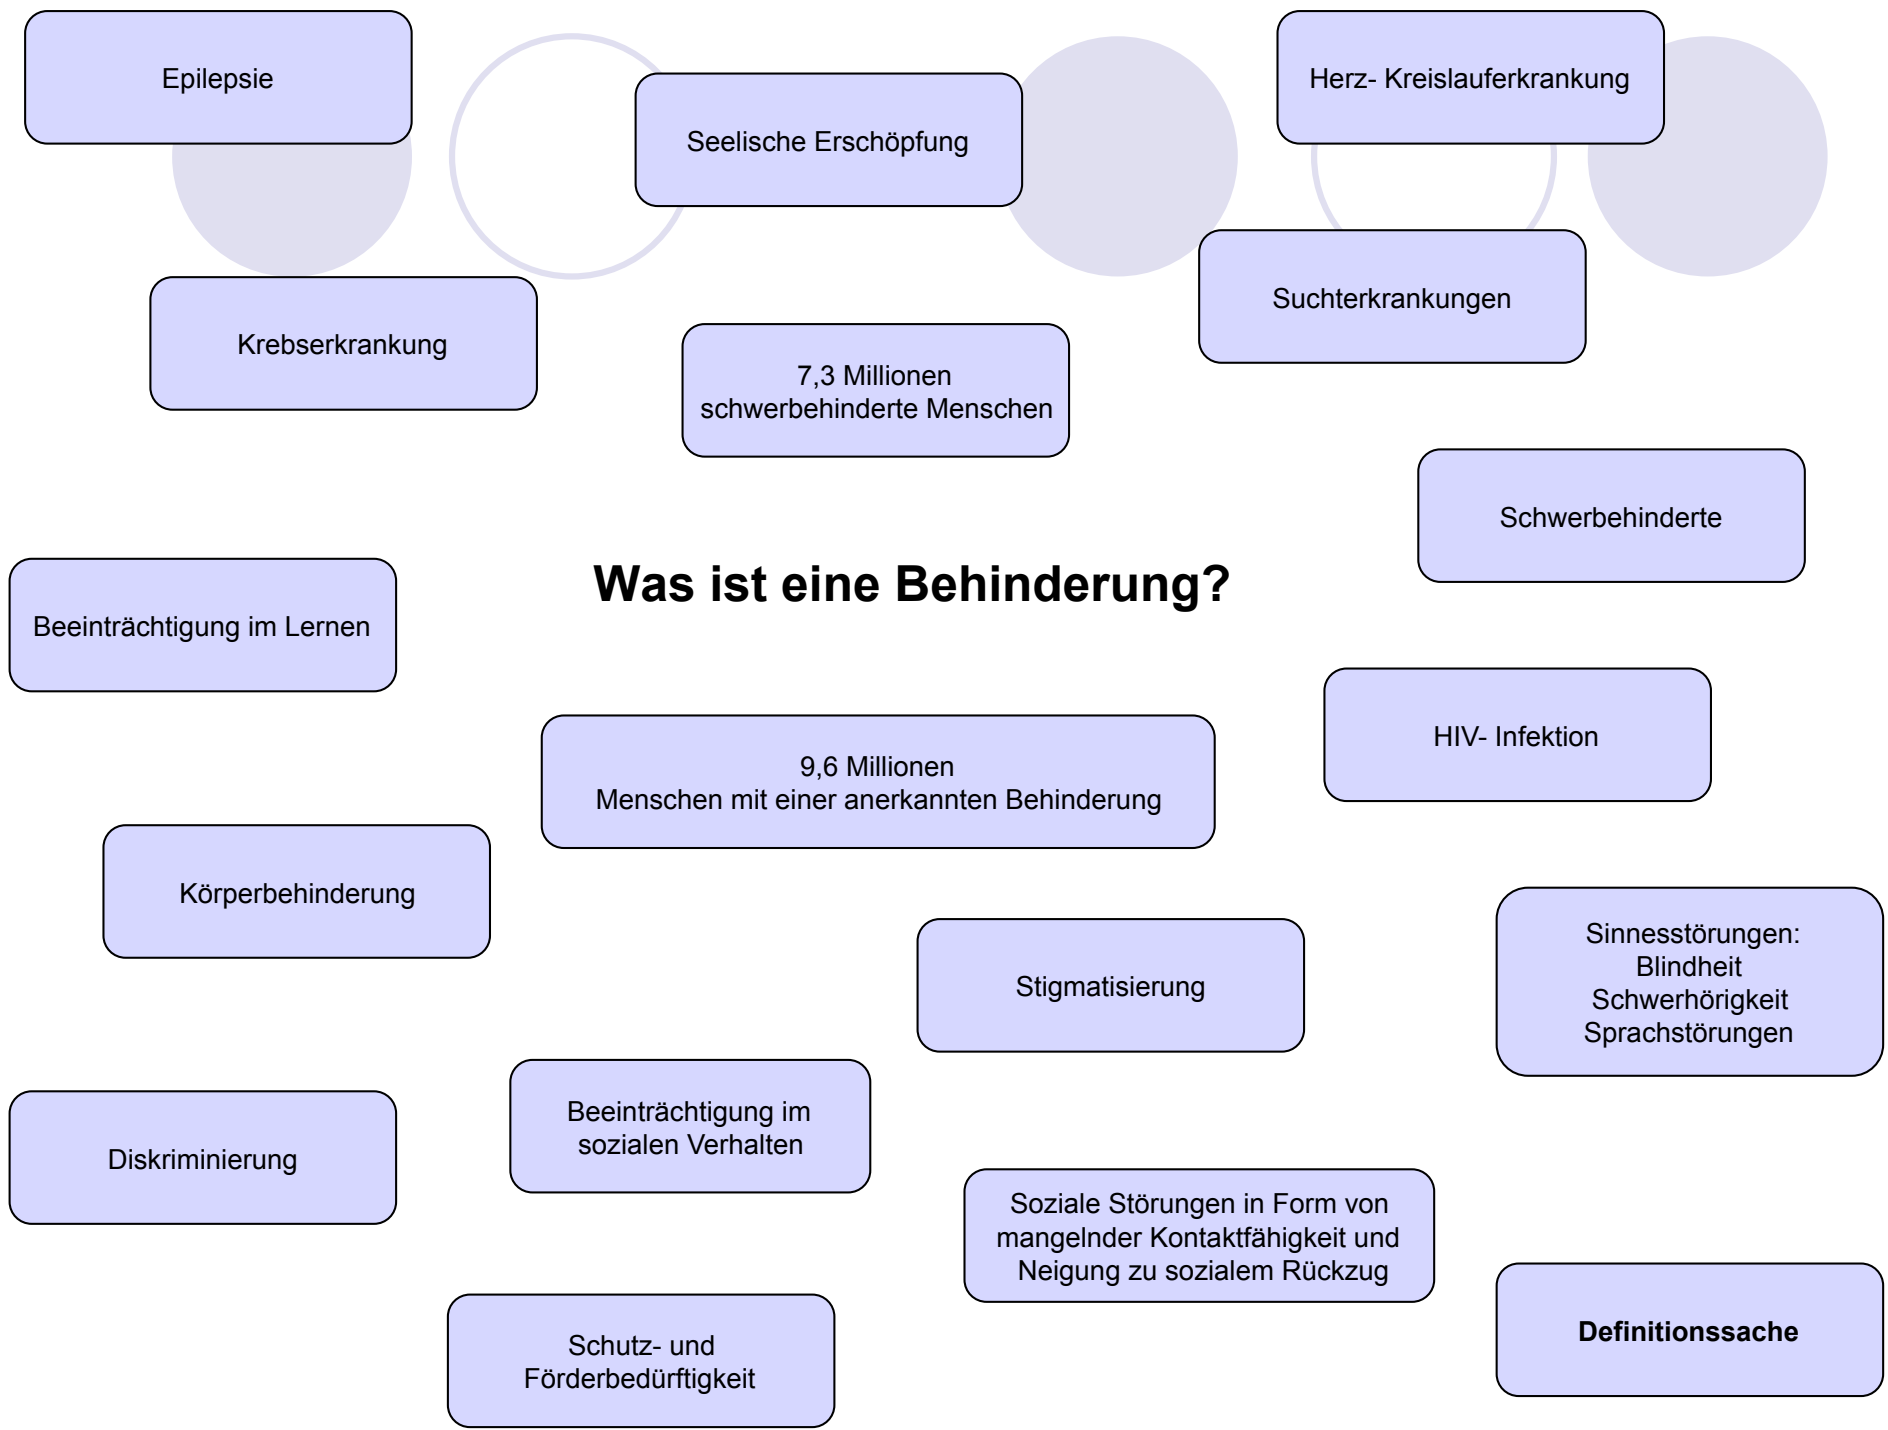 Epilepsie
Herz- Kreislauferkrankung
Seelische Erschöpfung
Suchterkrankungen
Krebserkrankung
7,3 Millionen
schwerbehinderte Menschen
Schwerbehinderte
Was ist eine Behinderung?
Beeinträchtigung im Lernen
HIV- Infektion
9,6 Millionen
Menschen mit einer anerkannten Behinderung
Körperbehinderung
Sinnesstörungen:
Blindheit
Schwerhörigkeit
Sprachstörungen
Stigmatisierung
Beeinträchtigung im
sozialen Verhalten
Diskriminierung
Soziale Störungen in Form von
mangelnder Kontaktfähigkeit und
Neigung zu sozialem Rückzug
Definitionssache
Schutz- und
Förderbedürftigkeit